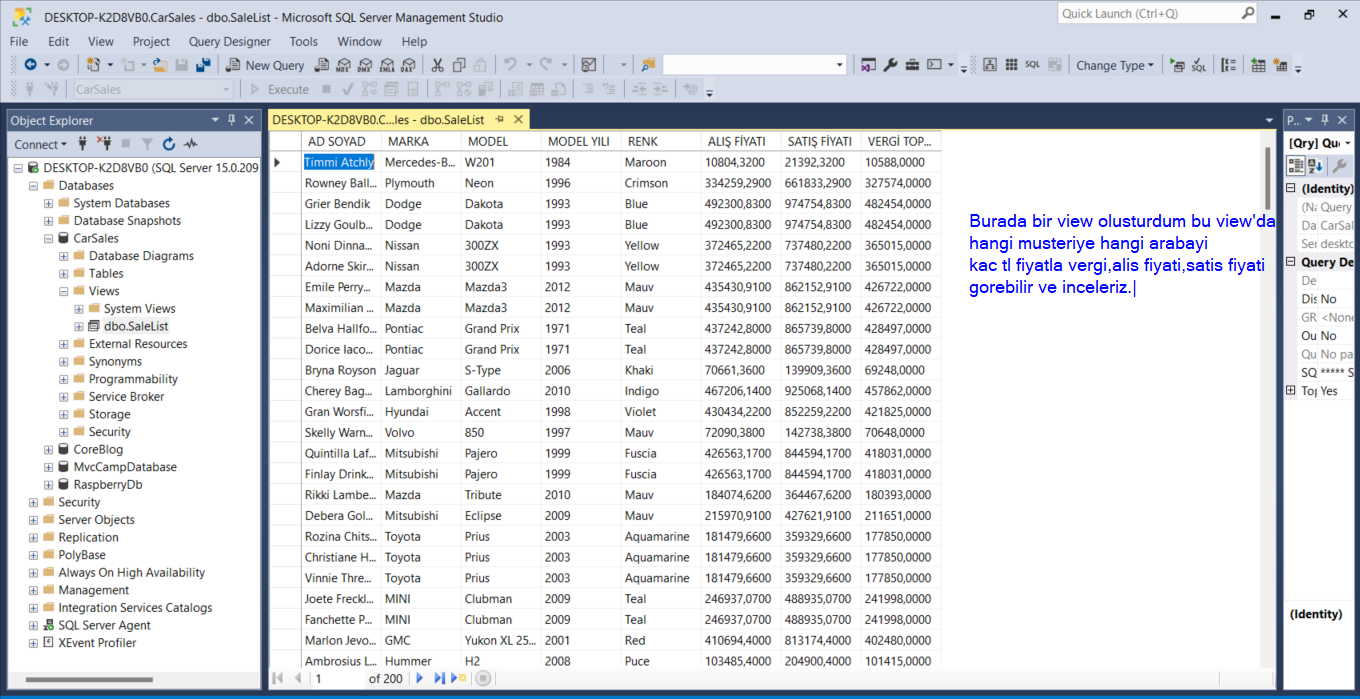 DESKTOP-K2D8VB0.CarSales - dbo.SaleList - Microsoft SQL Server Management Studio
Quick Launch (Ctrl+Q)
File Edit View Project Query Designer Tools Window Help
New Query MDX DMX XMLA DAX SQL Change Type SQL
CarSales Execute
Object Explorer
Connect
DESKTOP-K2D8VB0 (SQL Server 15.0.209
Databases
System Databases
Database Snapshots
CarSales
Database Diagrams
Tables
Views
System Views
dbo.SaleList
External Resources
Synonyms
Programmability
Service Broker
Storage
Security
CoreBlog
MvcCampDatabase
RaspberryDb
Security
Server Objects
Replication
PolyBase
Always On High Availability
Management
Integration Services Catalogs
SQL Server Agent
XEvent Profiler
DESKTOP-K2D8VB0.C...les - dbo.SaleList
AD SOYAD MARKA MODEL MODEL YILI RENK ALIŞ FİYATI SATIŞ FİYATI VERGİ TOP...
Timmi Atchly Mercedes-B... W201 1984 Maroon 10804,3200 21392,3200 10588,0000
Rowney Ball... Plymouth Neon 1996 Crimson 334259,2900 661833,2900 327574,0000
Grier Bendik Dodge Dakota 1993 Blue 492300,8300 974754,8300 482454,0000
Lizzy Goulb... Dodge Dakota 1993 Blue 492300,8300 974754,8300 482454,0000
Noni Dinna... Nissan 300ZX 1993 Yellow 372465,2200 737480,2200 365015,0000
Adorne Skir... Nissan 300ZX 1993 Yellow 372465,2200 737480,2200 365015,0000
Emile Perry... Mazda Mazda3 2012 Mauv 435430,9100 862152,9100 426722,0000
Maximilian ... Mazda Mazda3 2012 Mauv 435430,9100 862152,9100 426722,0000
Belva Hallfo... Pontiac Grand Prix 1971 Teal 437242,8000 865739,8000 428497,0000
Dorice Iaco... Pontiac Grand Prix 1971 Teal 437242,8000 865739,8000 428497,0000
Bryna Royson Jaguar S-Type 2006 Khaki 70661,3600 139909,3600 69248,0000
Cherey Bag... Lamborghini Gallardo 2010 Indigo 467206,1400 925068,1400 457862,0000
Gran Worsfi... Hyundai Accent 1998 Violet 430434,2200 852259,2200 421825,0000
Skelly Warn... Volvo 850 1997 Mauv 72090,3800 142738,3800 70648,0000
Quintilla Laf... Mitsubishi Pajero 1999 Fuscia 426563,1700 844594,1700 418031,0000
Finlay Drink... Mitsubishi Pajero 1999 Fuscia 426563,1700 844594,1700 418031,0000
Rikki Lambe... Mazda Tribute 2010 Mauv 184074,6200 364467,6200 180393,0000
Debera Gol... Mitsubishi Eclipse 2009 Mauv 215970,9100 427621,9100 211651,0000
Rozina Chits... Toyota Prius 2003 Aquamarine 181479,6600 359329,6600 177850,0000
Christiane H... Toyota Prius 2003 Aquamarine 181479,6600 359329,6600 177850,0000
Vinnie Thre... Toyota Prius 2003 Aquamarine 181479,6600 359329,6600 177850,0000
Joete Freckl... MINI Clubman 2009 Teal 246937,0700 488935,0700 241998,0000
Fanchette P... MINI Clubman 2009 Teal 246937,0700 488935,0700 241998,0000
Marlon Jevo... GMC Yukon XL 25... 2001 Red 410694,4000 813174,4000 402480,0000
Ambrosius L... Hummer H2 2008 Puce 103485,4000 204900,4000 101415,0000
1 of 200
Burada bir view olusturdum bu view'da
hangi musteriye hangi arabayi
kac tl fiyatla vergi,alis fiyati,satis fiyati
gorebilir ve inceleriz.
P...
[Qry] Qu
(Identity)
(Na Query
Da CarSal
Ser deskto
Query De
De
Dis No
GR <None
Ou No
Qu No pa
SQ ***** S
Top Yes
(Identity)